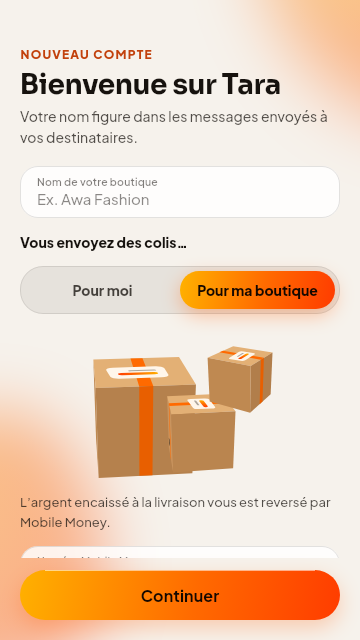 NOUVEAU COMPTE
Bienvenue sur Tara
Votre nom figure dans les messages envoyés à
vos destinataires.
Nom de votre boutique
Ex. Awa Fashion
Vous envoyez des colis…
Pour moi
Pour ma boutique
L'argent encaissé à la livraison vous est reversé par
Mobile Money.
Continuer